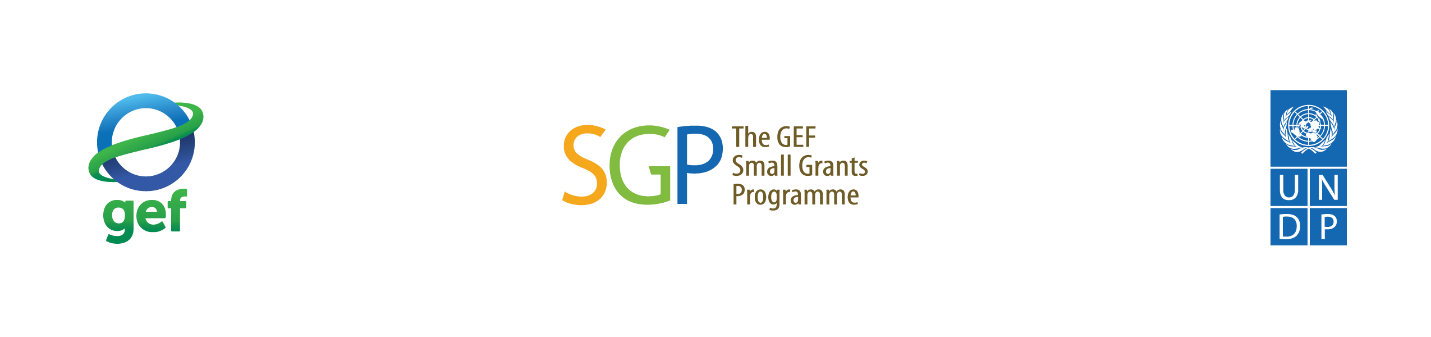 gef
SGP
The GEF
Small Grants
Programme
U N
D P